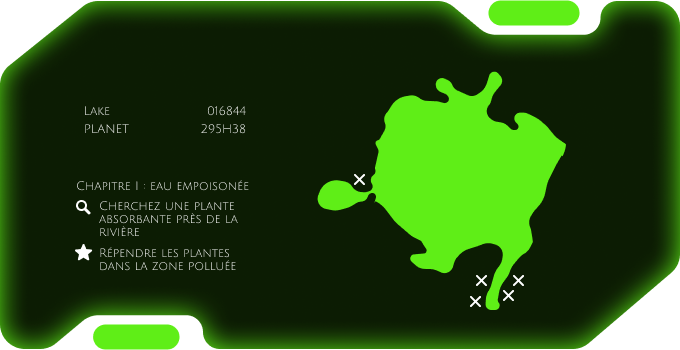 Lake 016844
PLANET 295H38
Chapitre I : eau empoisonée
Cherchez une plante
absorbante près de la
rivière
Répendre les plantes
dans la zone polluée